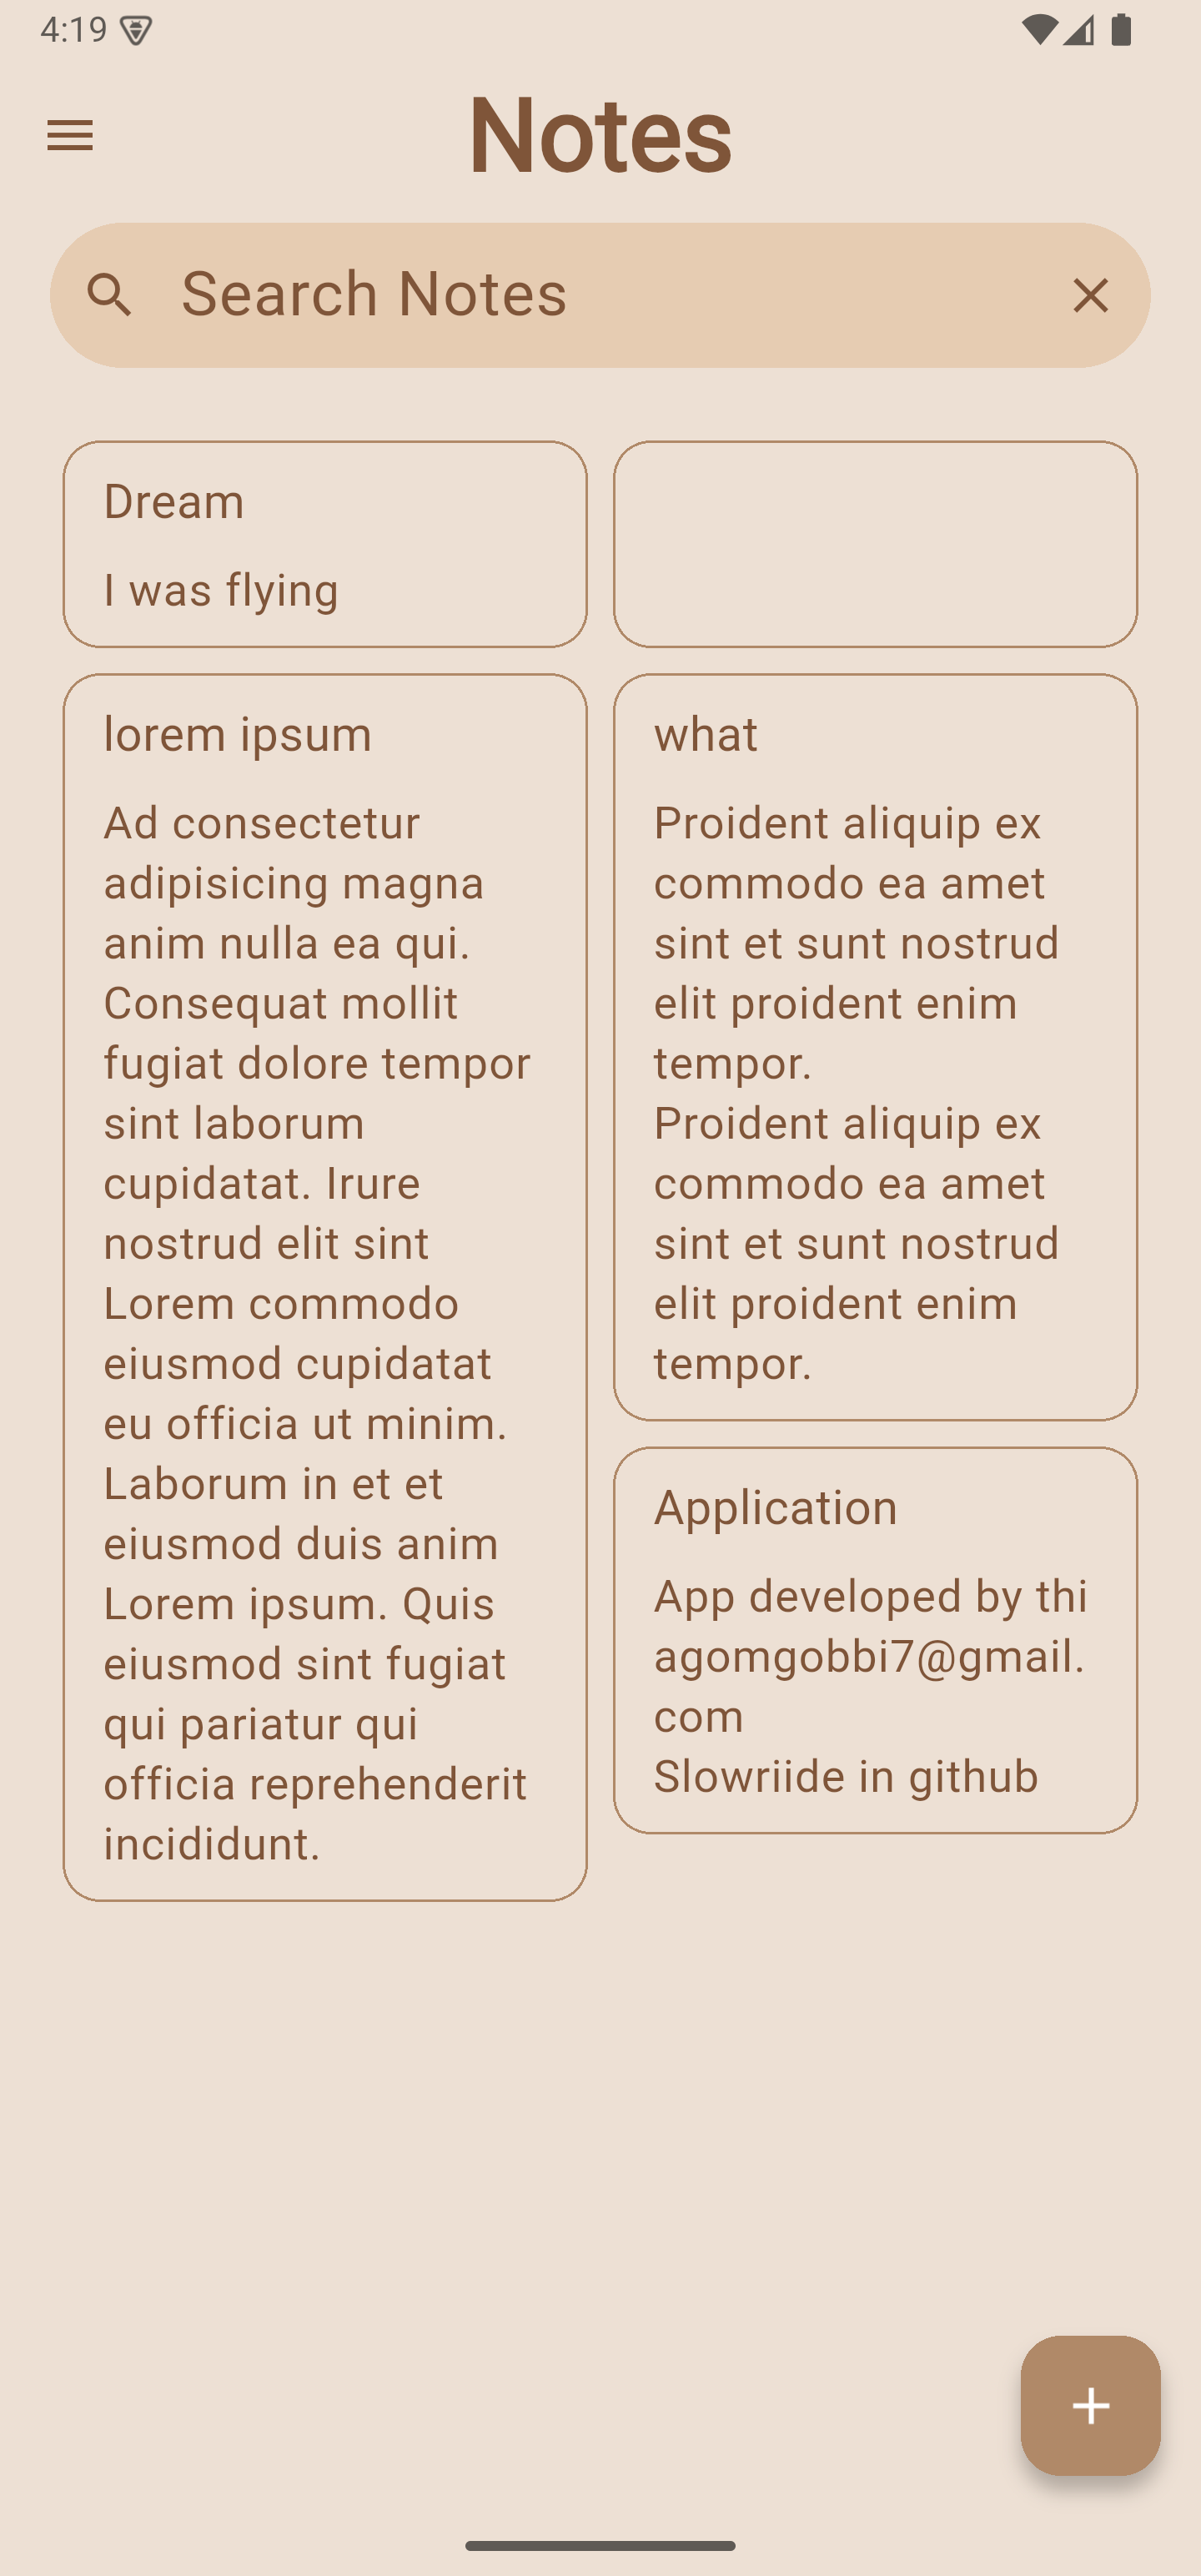 4:19
Notes
Search Notes
Dream
I was flying
lorem ipsum
Ad consectetur
adipisicing magna
anim nulla ea qui.
Consequat mollit
fugiat dolore tempor
sint laborum
cupidatat. Irure
nostrud elit sint
Lorem commodo
eiusmod cupidatat
eu officia ut minim.
Laborum in et et
eiusmod duis anim
Lorem ipsum. Quis
eiusmod sint fugiat
qui pariatur qui
officia reprehenderit
incididunt.
what
Proident aliquip ex
commodo ea amet
sint et sunt nostrud
elit proident enim
tempor.
Proident aliquip ex
commodo ea amet
sint et sunt nostrud
elit proident enim
tempor.
Application
App developed by thi
agomgobbi7@gmail.
com
Slowriide in github